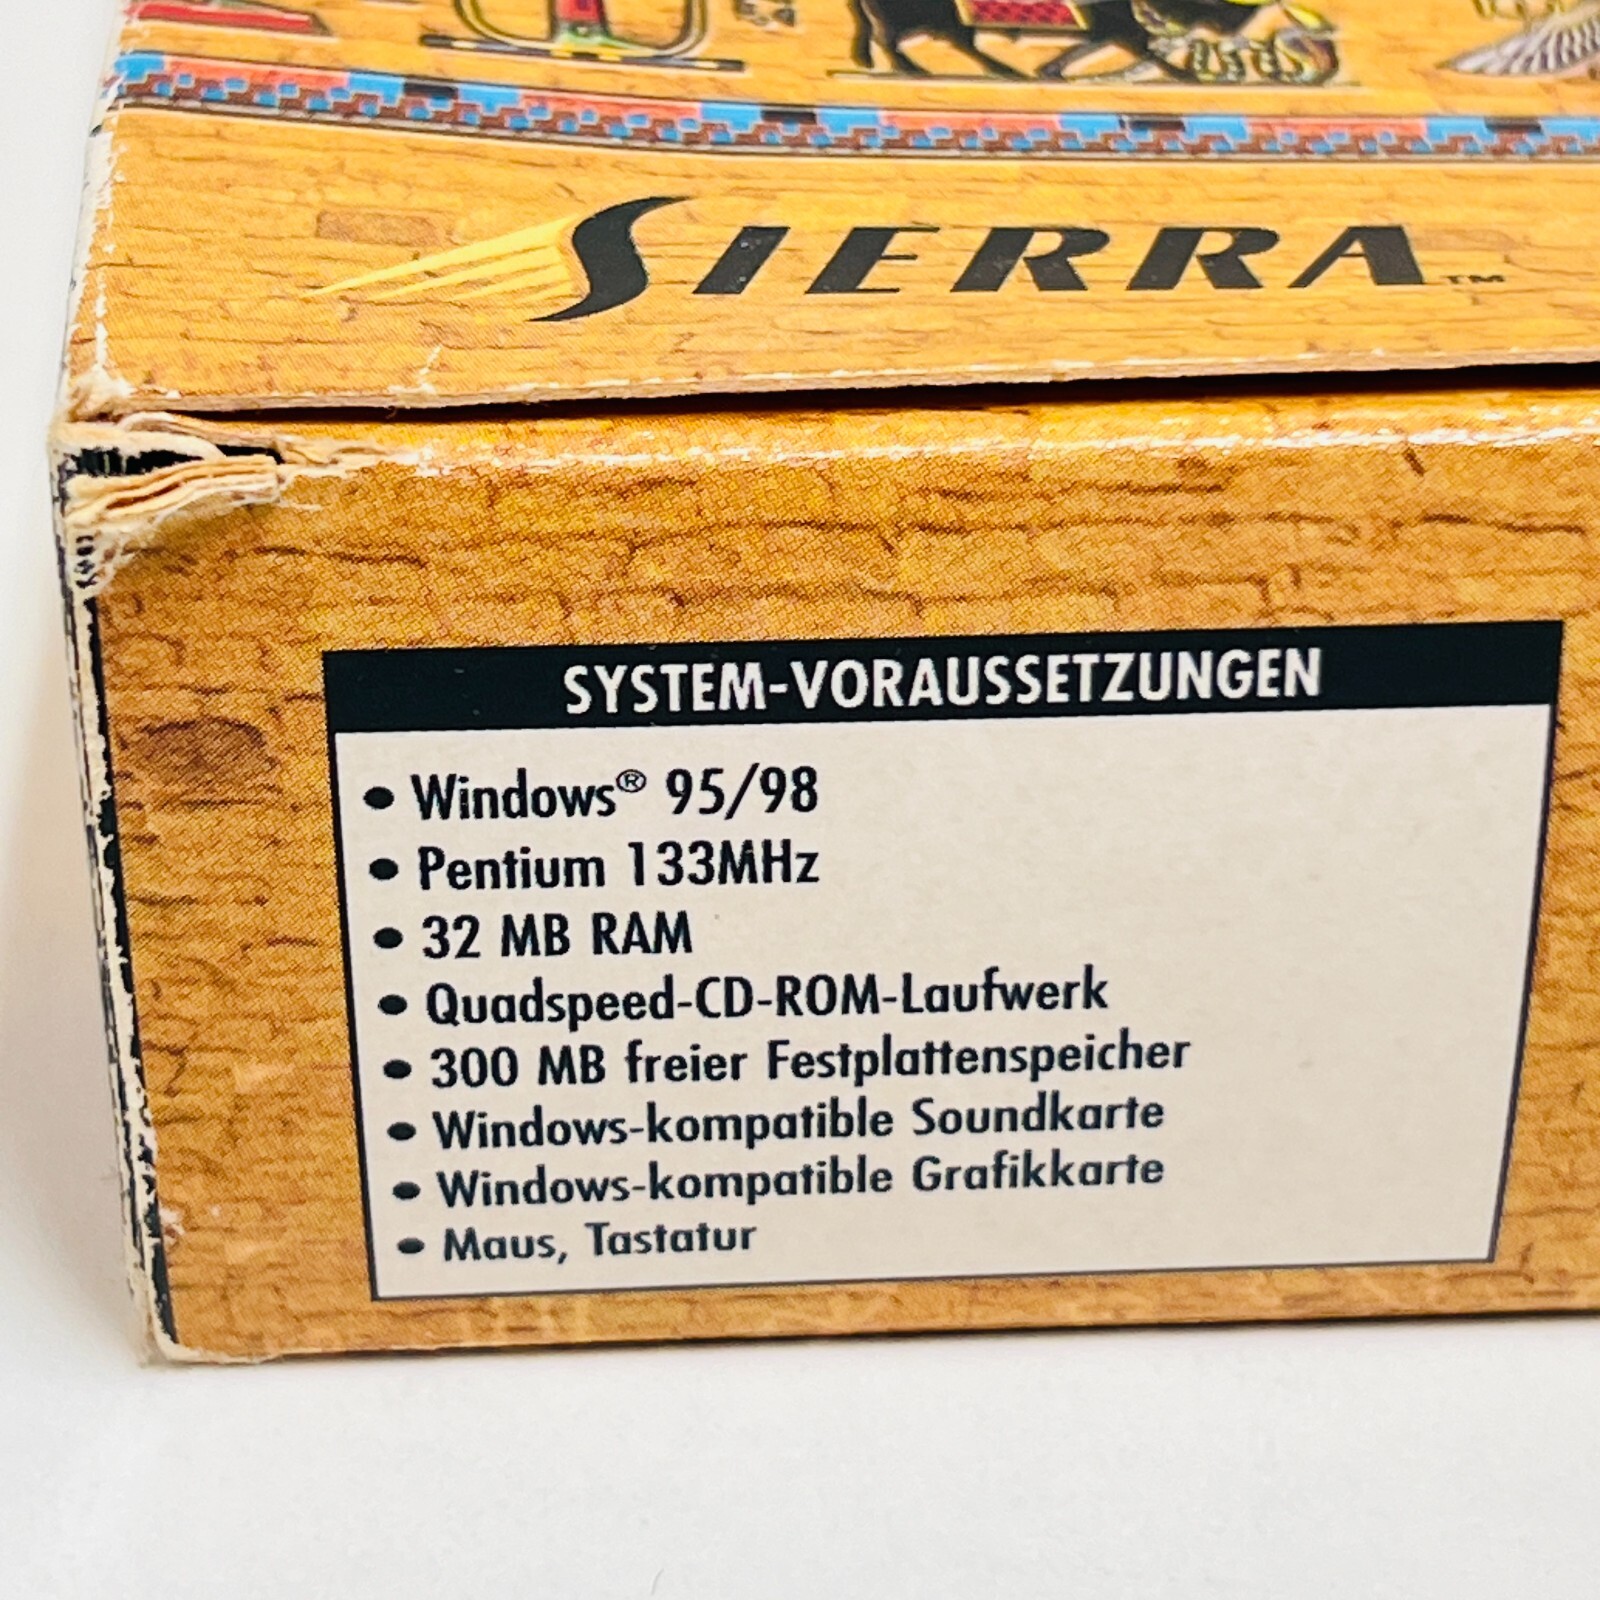 SIERRA™
SYSTEM-VORAUSSETZUNGEN
• Windows® 95/98
• Pentium 133MHz
• 32 MB RAM
• Quadspeed-CD-ROM-Laufwerk
• 300 MB freier Festplattenspeicher
• Windows-kompatible Soundkarte
• Windows-kompatible Grafikkarte
• Maus, Tastatur